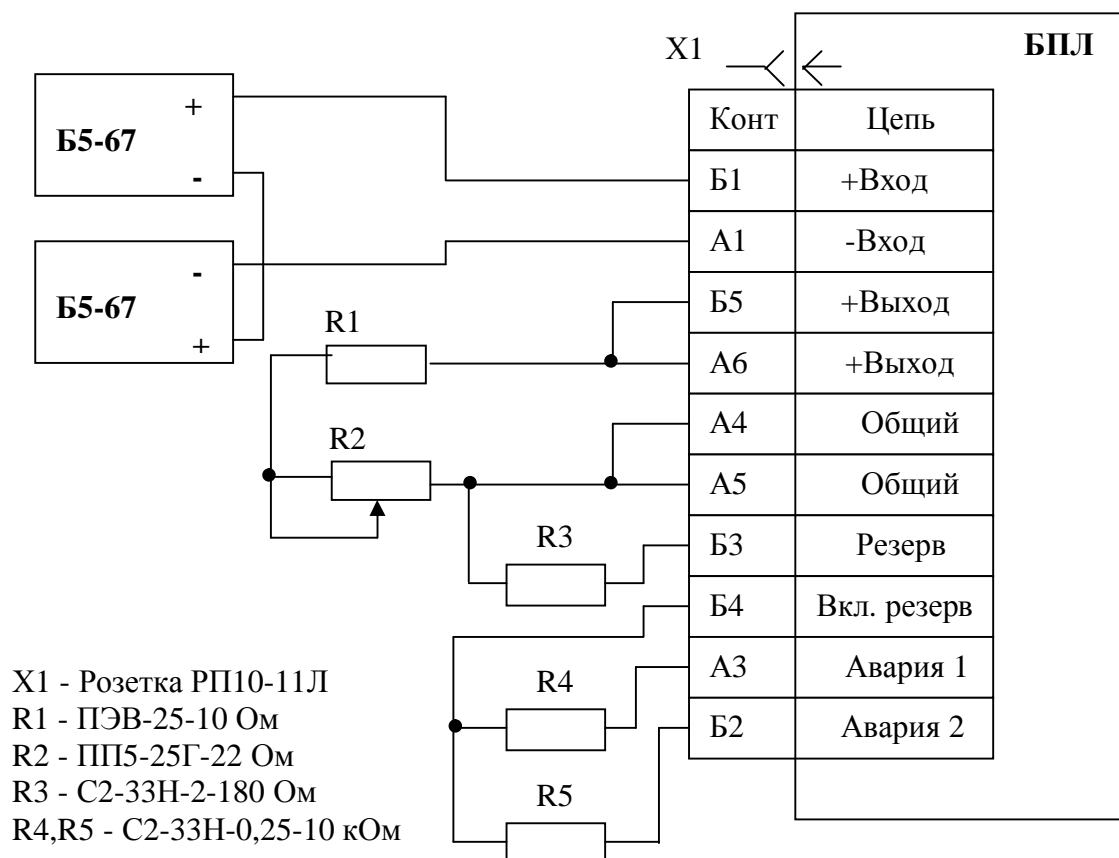 X1
БПЛ
+
Б5-67
-
-
Б5-67
+
Конт Цепь
Б1 +Вход
А1 -Вход
Б5 +Выход
А6 +Выход
А4 Общий
А5 Общий
Б3 Резерв
Б4 Вкл. резерв
А3 Авария 1
Б2 Авария 2
R1
R2
R3
R4
R5
X1 - Розетка РП10-11Л
R1 - ПЭВ-25-10 Ом
R2 - ПП5-25Г-22 Ом
R3 - С2-33Н-2-180 Ом
R4,R5 - С2-33Н-0,25-10 кОм